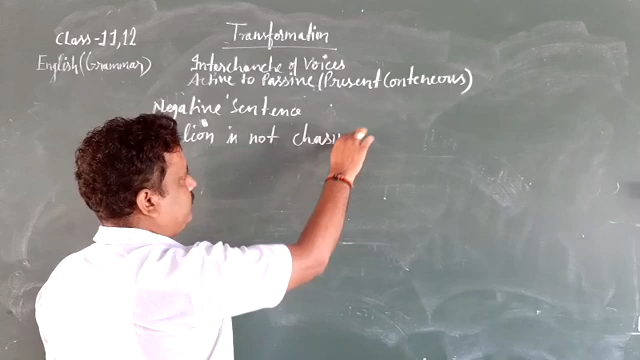 Class-11,12
Transformation
English (Grammar)
Interchante of Voices
Active to Passive (Present Conteneous)
Negative Sentence
lion is not chasi